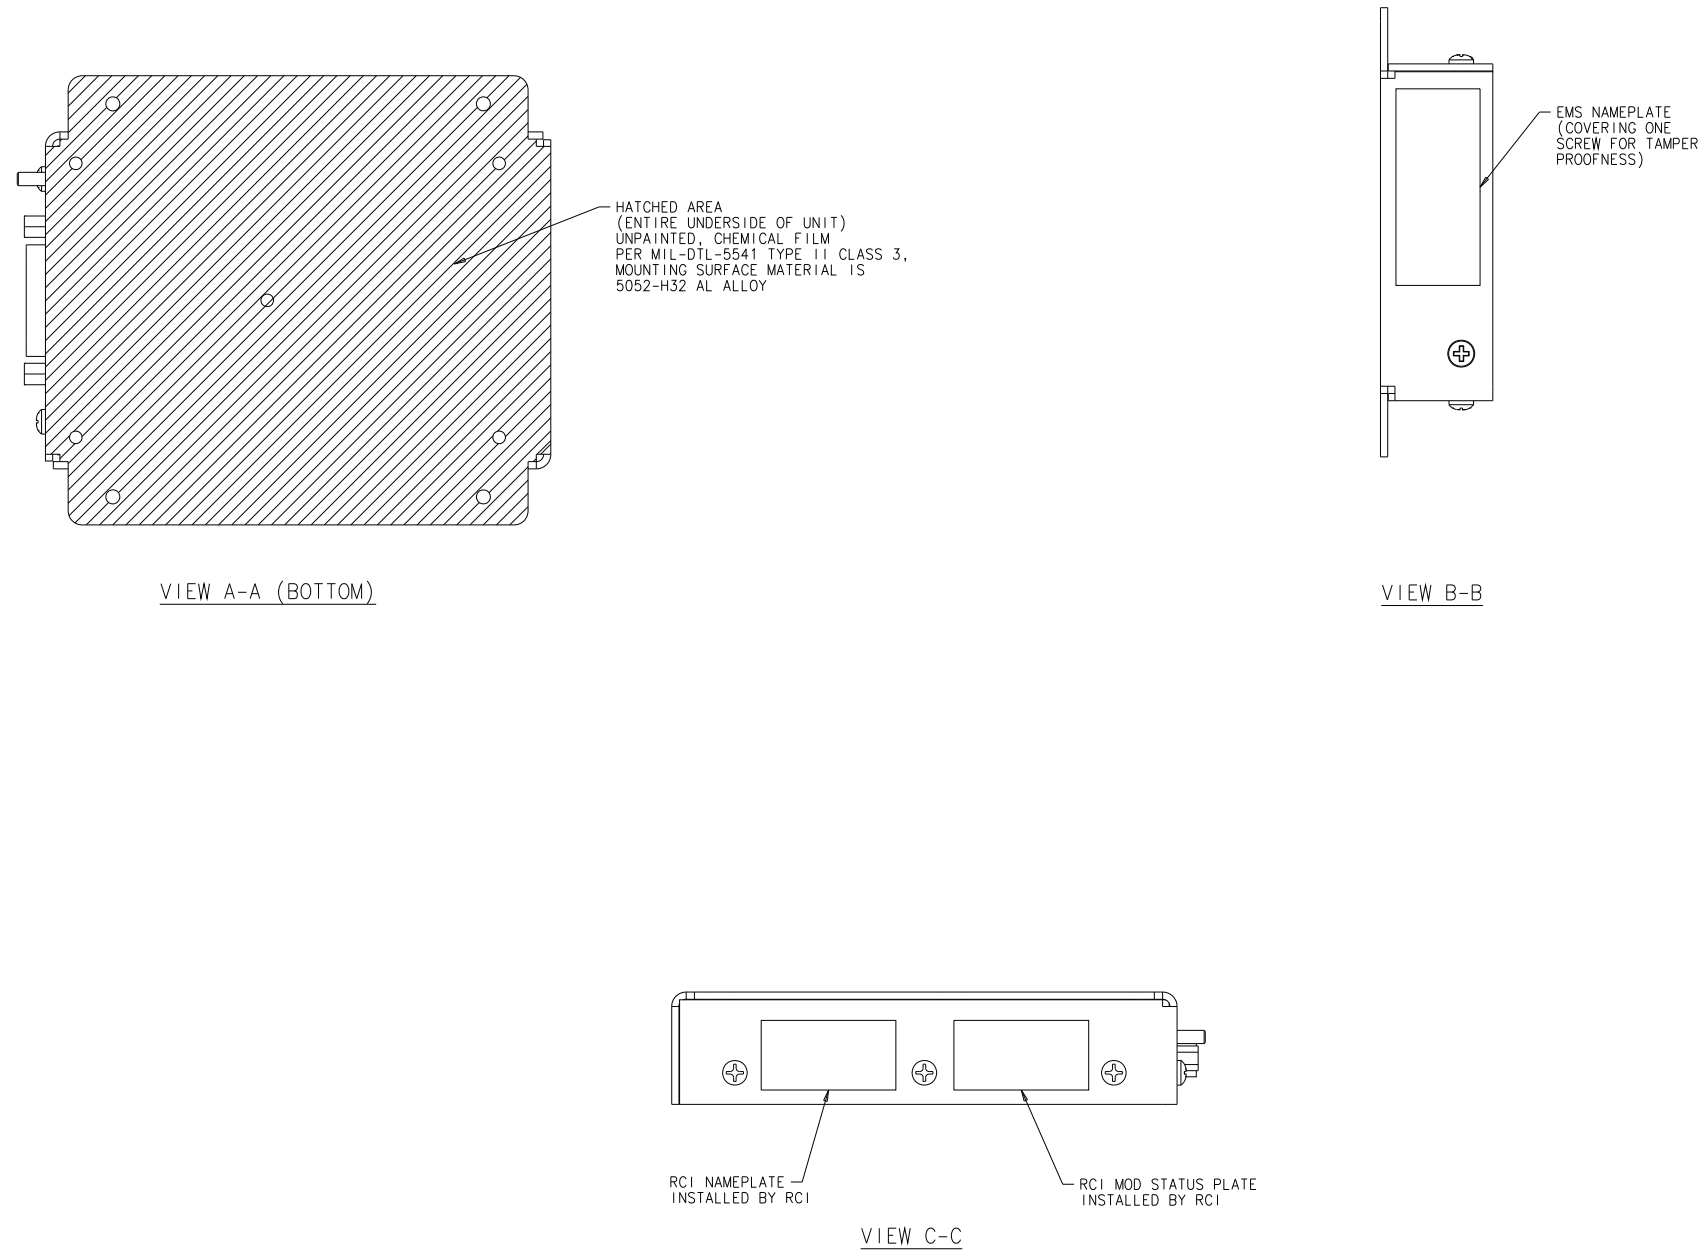 HATCHED AREA
(ENTIRE UNDERSIDE OF UNIT)
UNPAINTED, CHEMICAL FILM
PER MIL-DTL-5541 TYPE II CLASS 3,
MOUNTING SURFACE MATERIAL IS
5052-H32 AL ALLOY
VIEW A-A (BOTTOM)
EMS NAMEPLATE
(COVERING ONE
SCREW FOR TAMPER
PROOFNESS)
VIEW B-B
RCI NAMEPLATE
INSTALLED BY RCI
RCI MOD STATUS PLATE
INSTALLED BY RCI
VIEW C-C